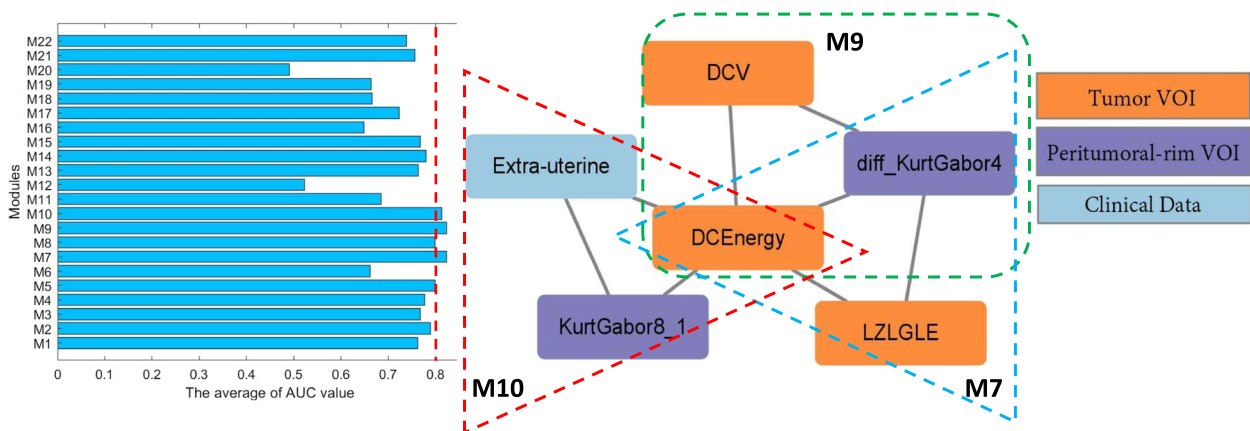 M22
M21
M20
M19
M18
M17
M16
M15
M14
M13
M12
M11
M10
M9
M8
M7
M6
M5
M4
M3
M2
M1
Modules
0 0.1 0.2 0.3 0.4 0.5 0.6 0.7 0.8
The average of AUC value
M9
DCV
Extra-uterine
diff_KurtGabor4
DCEnergy
KurtGabor8_1
LZLGLE
M10
M7
Tumor VOI
Peritumoral-rim VOI
Clinical Data